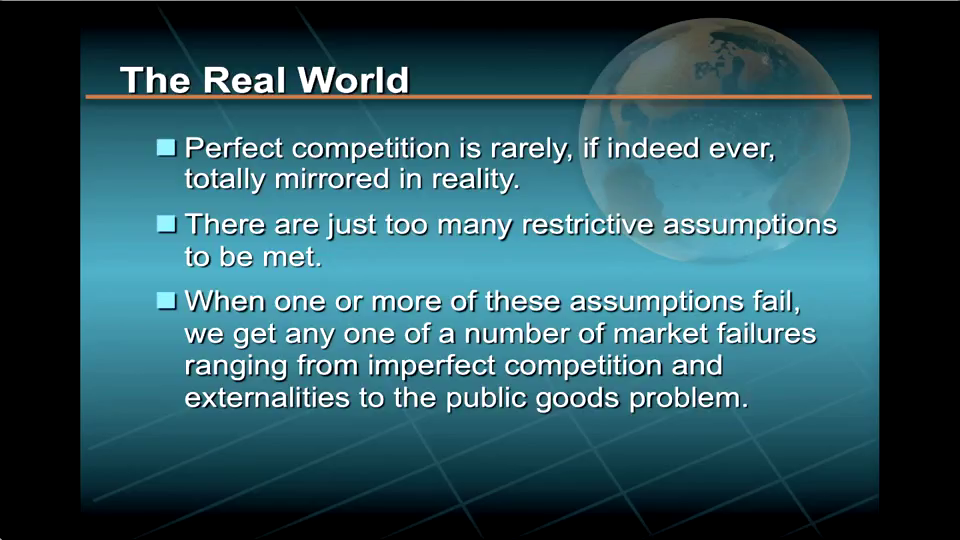 The Real World
Perfect competition is rarely, if indeed ever,
totally mirrored in reality.
There are just too many restrictive assumptions
to be met.
When one or more of these assumptions fail,
we get any one of a number of market failures
ranging from imperfect competition and
externalities to the public goods problem.